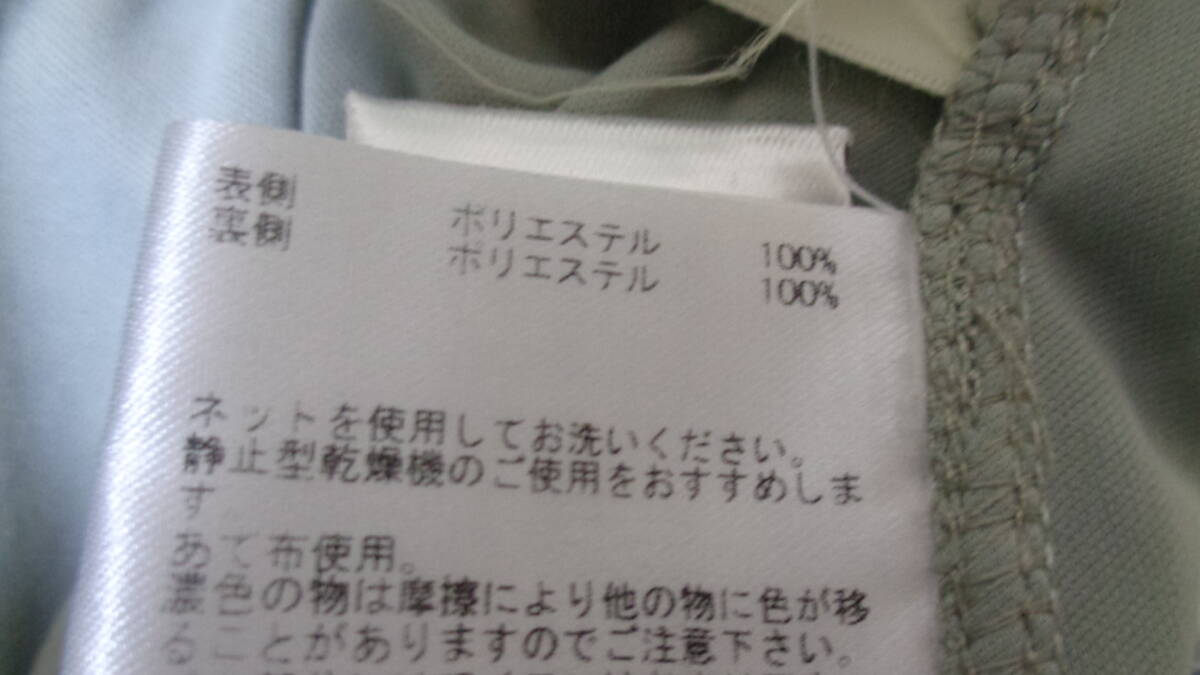 表側 ポリエステル 100%
裏側 ポリエステル 100%
ネットを使用してお洗いください。
静止型乾燥機のご使用をおすすめしま
す
あて布使用。
濃色の物は摩擦により他の物に色が移
ることがありますのでご注意下さい。